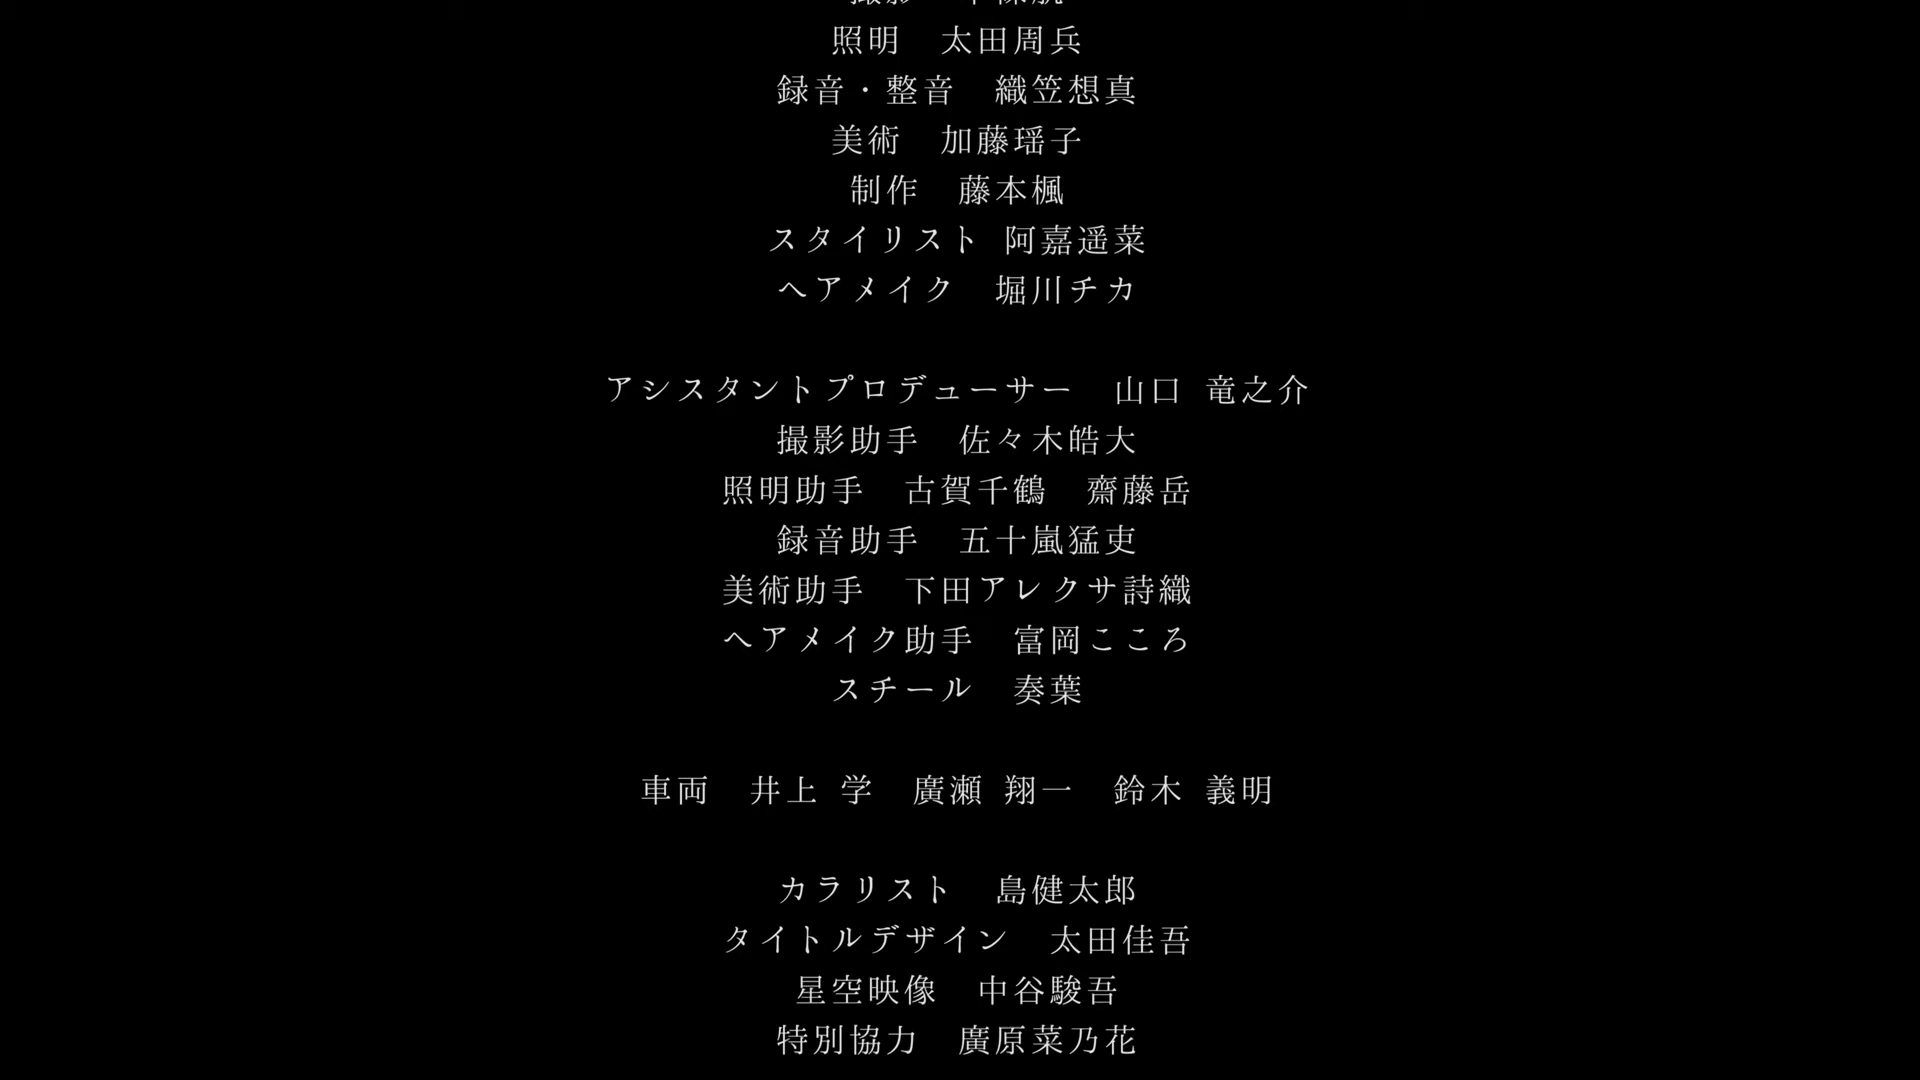 照明　太田周兵
録音・整音　織笠想真
美術　加藤瑶子
制作　藤本楓
スタイリスト 阿嘉遥菜
ヘアメイク　堀川チカ
アシスタントプロデューサー　山口 竜之介
撮影助手　佐々木皓大
照明助手　古賀千鶴　齋藤岳
録音助手　五十嵐猛吏
美術助手　下田アレクサ詩織
ヘアメイク助手　富岡こころ
スチール　奏葉
車両　井上 学　廣瀬 翔一　鈴木 義明
カラリスト　島健太郎
タイトルデザイン　太田佳吾
星空映像　中谷駿吾
特別協力　廣原菜乃花